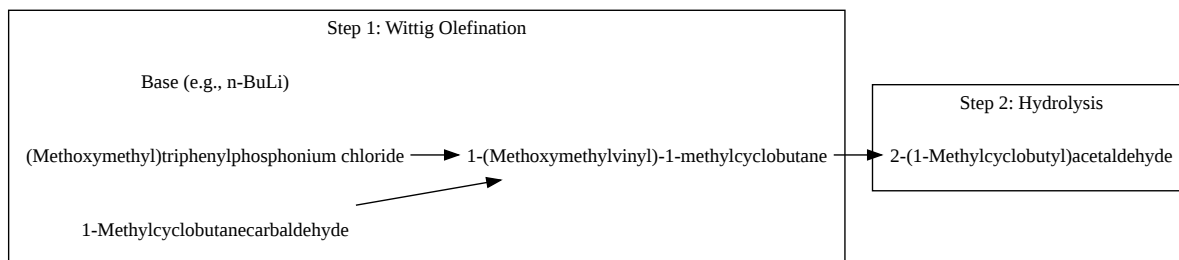 Step 1: Wittig Olefination
Base (e.g., n-BuLi)
(Methoxymethyl)triphenylphosphonium chloride
1-(Methoxymethylvinyl)-1-methylcyclobutane
1-Methylcyclobutanecarbaldehyde
Step 2: Hydrolysis
2-(1-Methylcyclobutyl)acetaldehyde